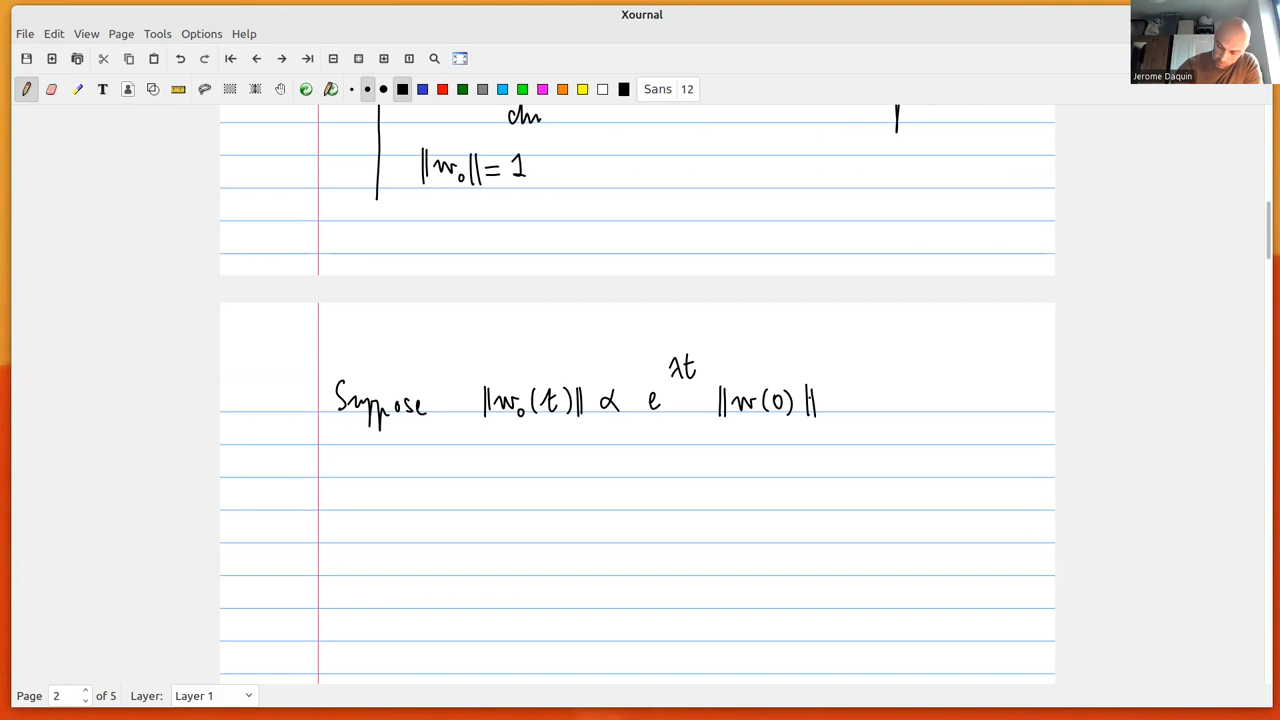 Xournal
File Edit View Page Tools Options Help
Sans 12
Jerome Daquin
‖w₀‖ = 1
Suppose ‖w₀(t)‖ ∝ e^{λt} ‖w(0)‖
Page 2 of 5 Layer: Layer 1